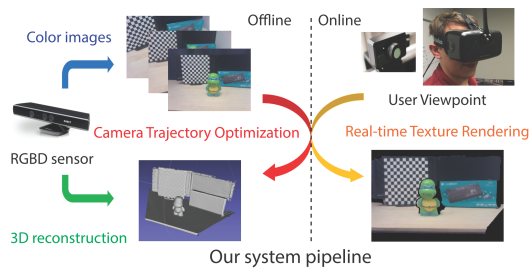 Offline
Online
Color images
User Viewpoint
Camera Trajectory Optimization
Real-time Texture Rendering
RGBD sensor
3D reconstruction
Our system pipeline